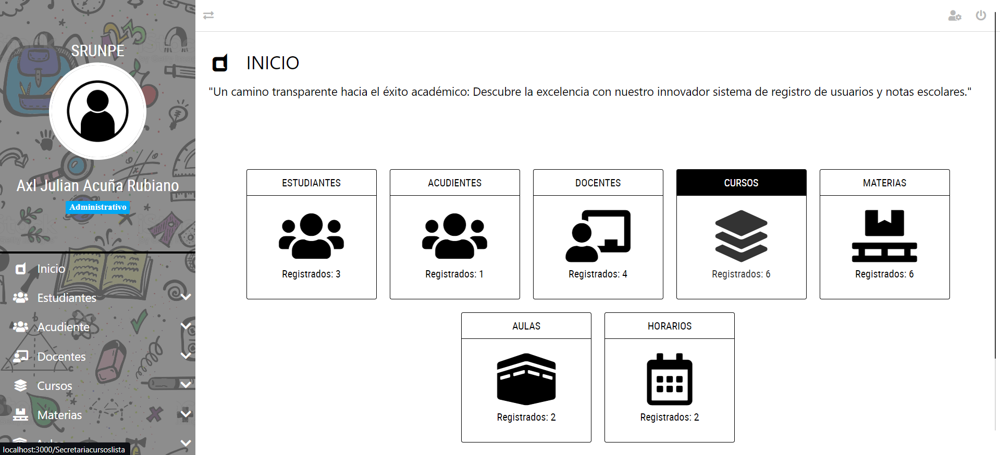 SRUNPE
Axl Julian Acuña Rubiano
Administrativo
Inicio
Estudiantes
Acudiente
Docentes
Cursos
Materias
Aulas
localhost:3000/Secretariacursoslista
INICIO
"Un camino transparente hacia el éxito académico: Descubre la excelencia con nuestro innovador sistema de registro de usuarios y notas escolares."
ESTUDIANTES
Registrados: 3
ACUDIENTES
Registrados: 1
DOCENTES
Registrados: 4
CURSOS
Registrados: 6
MATERIAS
Registrados: 6
AULAS
Registrados: 2
HORARIOS
Registrados: 2